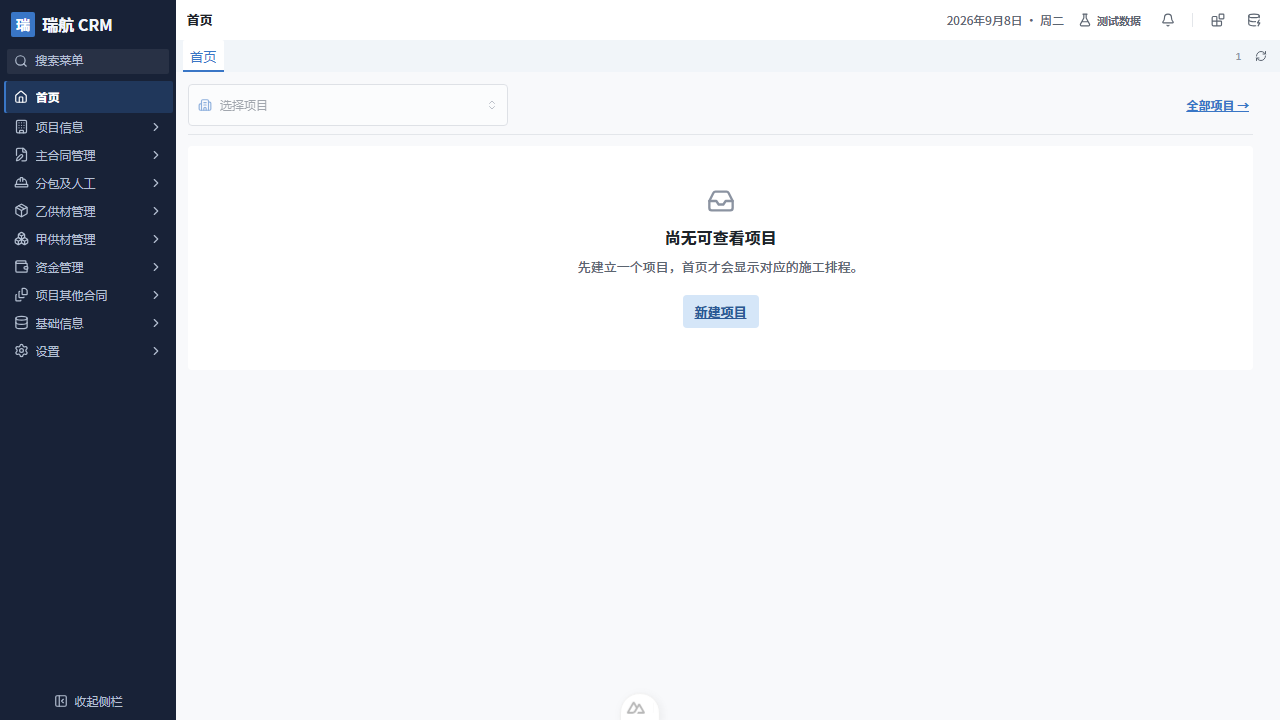 瑞 瑞航 CRM
搜索菜单
首页
项目信息
主合同管理
分包及人工
乙供材管理
甲供材管理
资金管理
项目其他合同
基础信息
设置
收起侧栏
首页
2026年9月8日 · 周二 测试数据
首页
1
选择项目
全部项目 →
尚无可查看项目
先建立一个项目，首页才会显示对应的施工排程。
新建项目